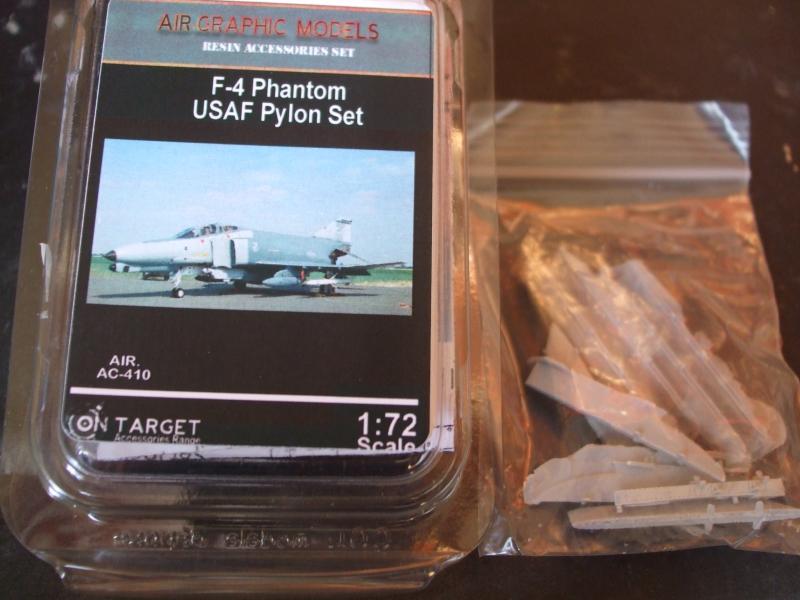 AIR.GRAPHIC MODELS
RESIN ACCESSORIES SET
F-4 Phantom
USAF Pylon Set
AIR.
AC-410
ON TARGET
Accessories Range
1:72
Scale